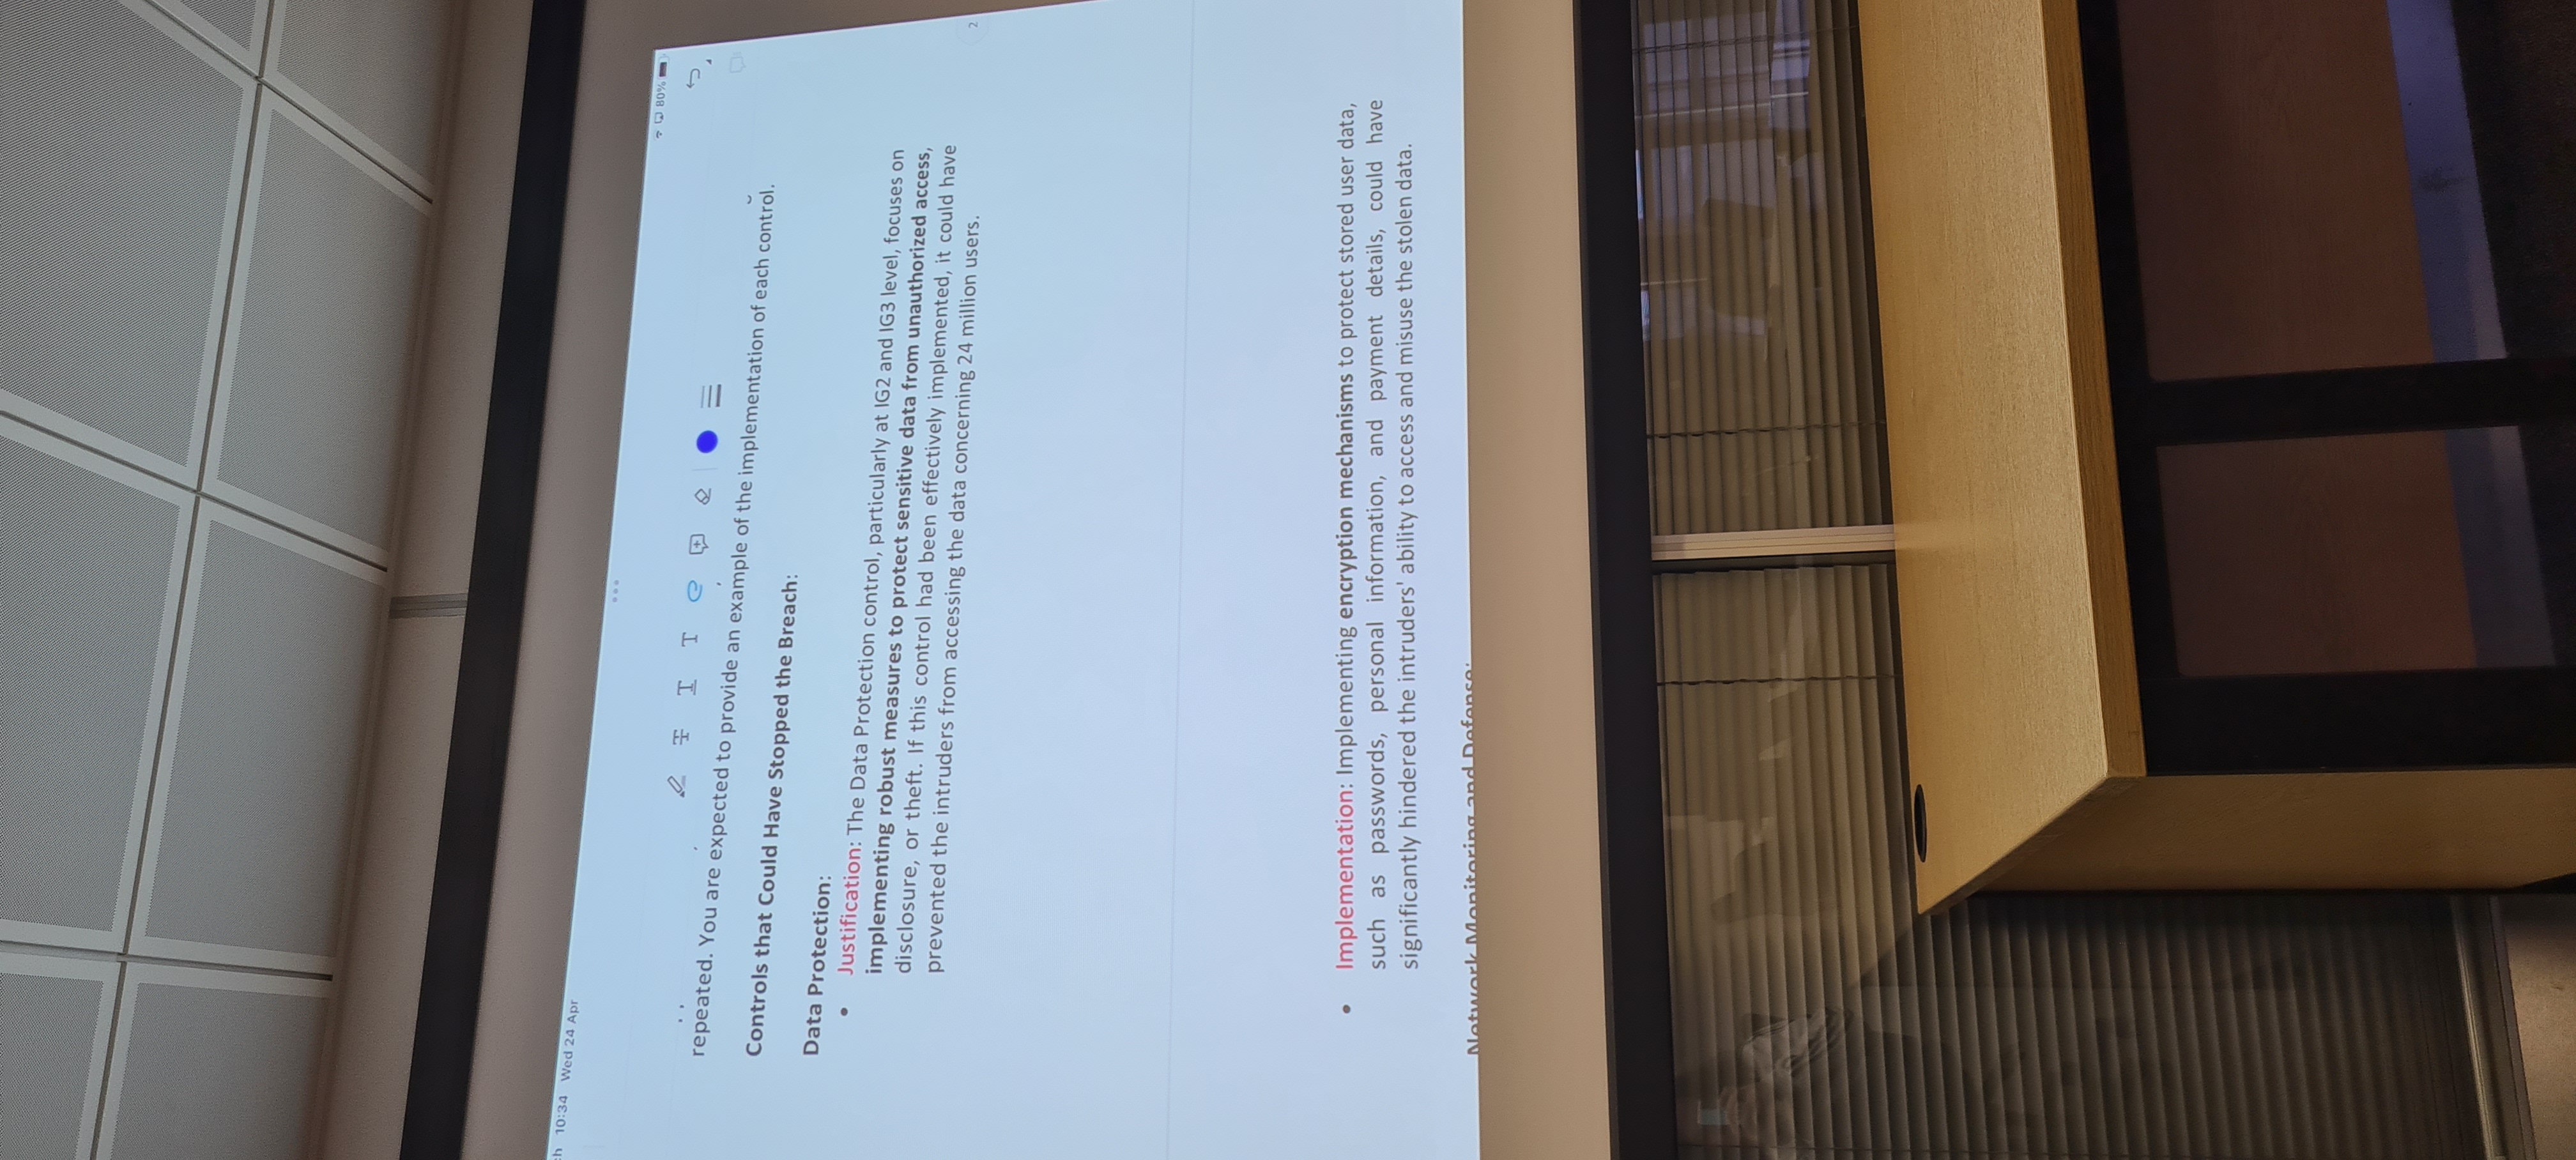 10:34 Wed 24 Apr
80%
T T T
repeated. You are expected to provide an example of the implementation of each control.
Controls that Could Have Stopped the Breach:
Data Protection:
• Justification: The Data Protection control, particularly at IG2 and IG3 level, focuses on
implementing robust measures to protect sensitive data from unauthorized access,
disclosure, or theft. If this control had been effectively implemented, it could have
prevented the intruders from accessing the data concerning 24 million users.
2
• Implementation: Implementing encryption mechanisms to protect stored user data,
such as passwords, personal information, and payment details, could have
significantly hindered the intruders' ability to access and misuse the stolen data.
Network Monitoring and Defense: